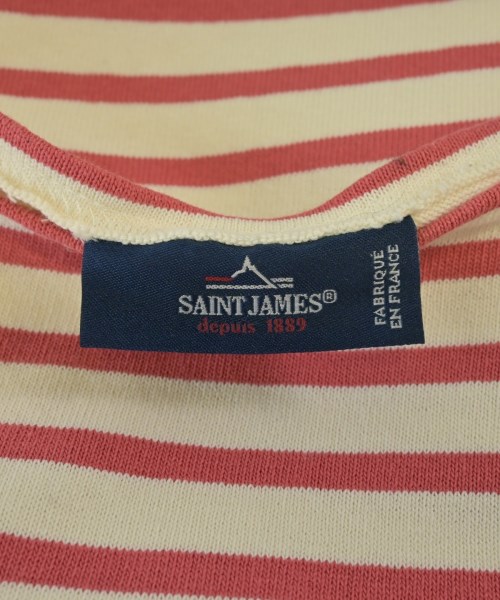 SAINT JAMES®
depuis 1889
FABRIQUÉ
EN FRANCE